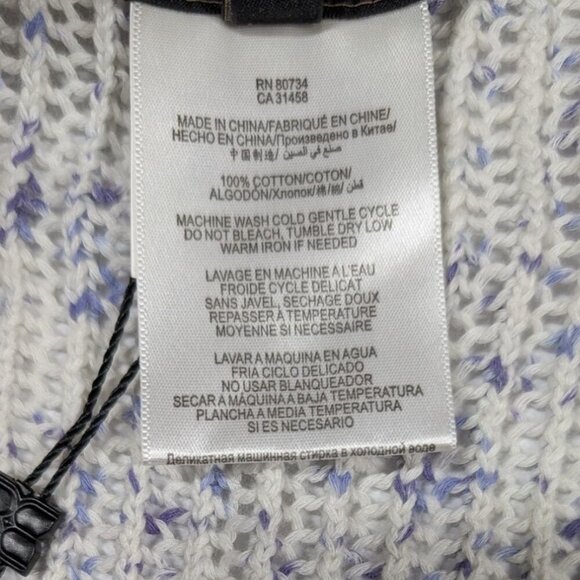 RN 80734
CA 31458
MADE IN CHINA/FABRIQUÉ EN CHINE/
HECHO EN CHINA/Произведено в Китае/
中国制造/ صنع في الصين/
100% COTTON/COTON/
ALGODÓN/Хлопок/棉/قطن
MACHINE WASH COLD GENTLE CYCLE
DO NOT BLEACH, TUMBLE DRY LOW
WARM IRON IF NEEDED
LAVAGE EN MACHINE A L'EAU
FROIDE CYCLE DELICAT
SANS JAVEL, SECHAGE DOUX
REPASSER À TEMPÉRATURE
MOYENNE SI NECESSAIRE
LAVAR A MAQUINA EN AGUA
FRIA CICLO DELICADO
NO USAR BLANQUEADOR
SECAR A MÁQUINA A BAJA TEMPERATURA
PLANCHA A MEDIA TEMPERATURA
SI ES NECESARIO
Деликатная машинная стирка в холодной воде